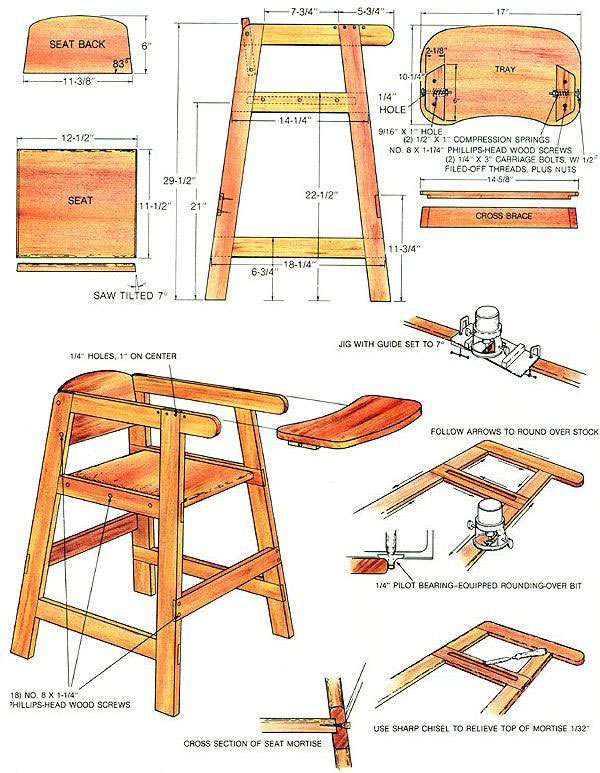 SEAT BACK
6"
83°
11-3/8"
7-3/4"
5-3/4"
17"
2-1/8"
TRAY
10-1/4"
6"
1/4"
HOLE
9/16" X 1" HOLE
(2) 1/2" X 1" COMPRESSION SPRINGS
NO. 8 X 1-1/4" PHILLIPS-HEAD WOOD SCREWS
(2) 1/4" X 3" CARRIAGE BOLTS, W/ 1/2"
FILED-OFF THREADS, PLUS NUTS
14-5/8"
CROSS BRACE
12-1/2"
SEAT
11-1/2"
SAW TILTED 7°
14-1/4"
29-1/2"
21"
22-1/2"
11-3/4"
18-1/4"
6-3/4"
JIG WITH GUIDE SET TO 7°
1/4" HOLES, 1" ON CENTER
FOLLOW ARROWS TO ROUND OVER STOCK
1/4" PILOT BEARING-EQUIPPED ROUNDING-OVER BIT
18) NO. 8 X 1-1/4"
PHILLIPS-HEAD WOOD SCREWS
CROSS SECTION OF SEAT MORTISE
USE SHARP CHISEL TO RELIEVE TOP OF MORTISE 1/32"